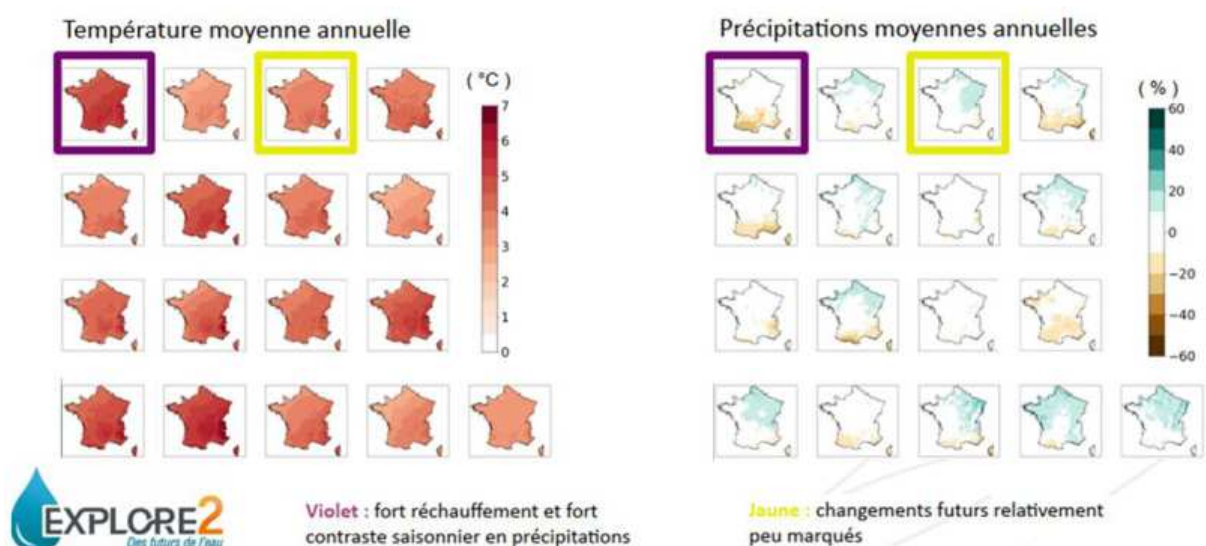 Température moyenne annuelle
Précipitations moyennes annuelles
( °C )
7
6
5
4
3
2
1
0
( % )
60
40
20
0
−20
−40
−60
EXPLORE2
Des futurs de l'eau
Violet : fort réchauffement et fort
contraste saisonnier en précipitations
Jaune : changements futurs relativement
peu marqués